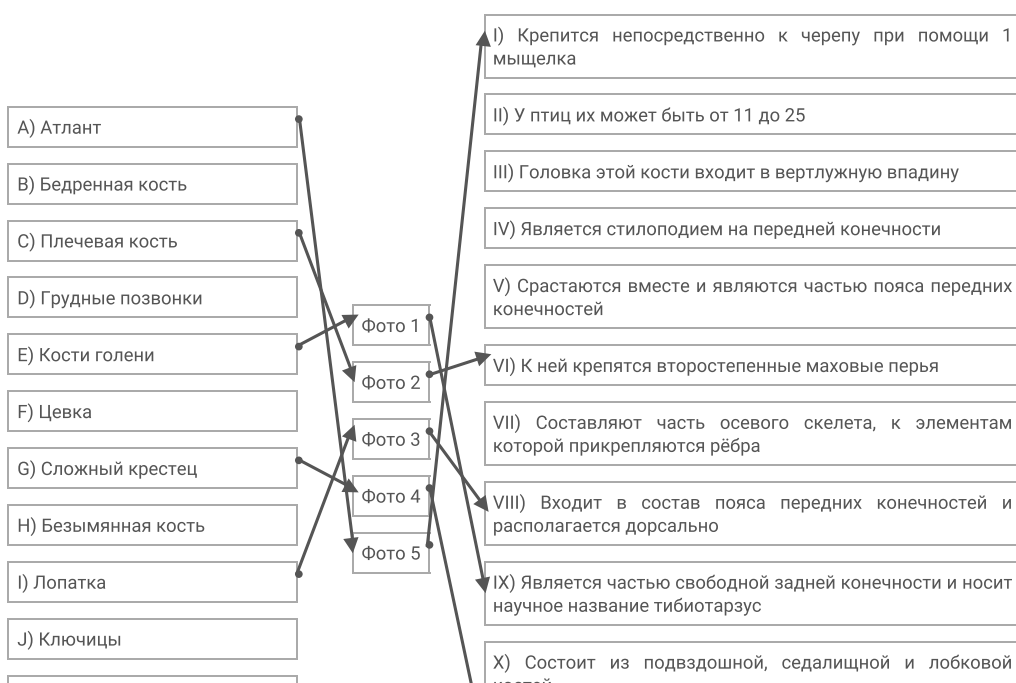 A) Атлант
B) Бедренная кость
C) Плечевая кость
D) Грудные позвонки
E) Кости голени
F) Цевка
G) Сложный крестец
H) Безымянная кость
I) Лопатка
J) Ключицы
Фото 1
Фото 2
Фото 3
Фото 4
Фото 5
I) Крепится непосредственно к черепу при помощи 1
мыщелка
II) У птиц их может быть от 11 до 25
III) Головка этой кости входит в вертлужную впадину
IV) Является стилоподием на передней конечности
V) Срастаются вместе и являются частью пояса передних
конечностей
VI) К ней крепятся второстепенные маховые перья
VII) Составляют часть осевого скелета, к элементам
которой прикрепляются рёбра
VIII) Входит в состав пояса передних конечностей и
располагается дорсально
IX) Является частью свободной задней конечности и носит
научное название тибиотарзус
X) Состоит из подвздошной, седалищной и лобковой